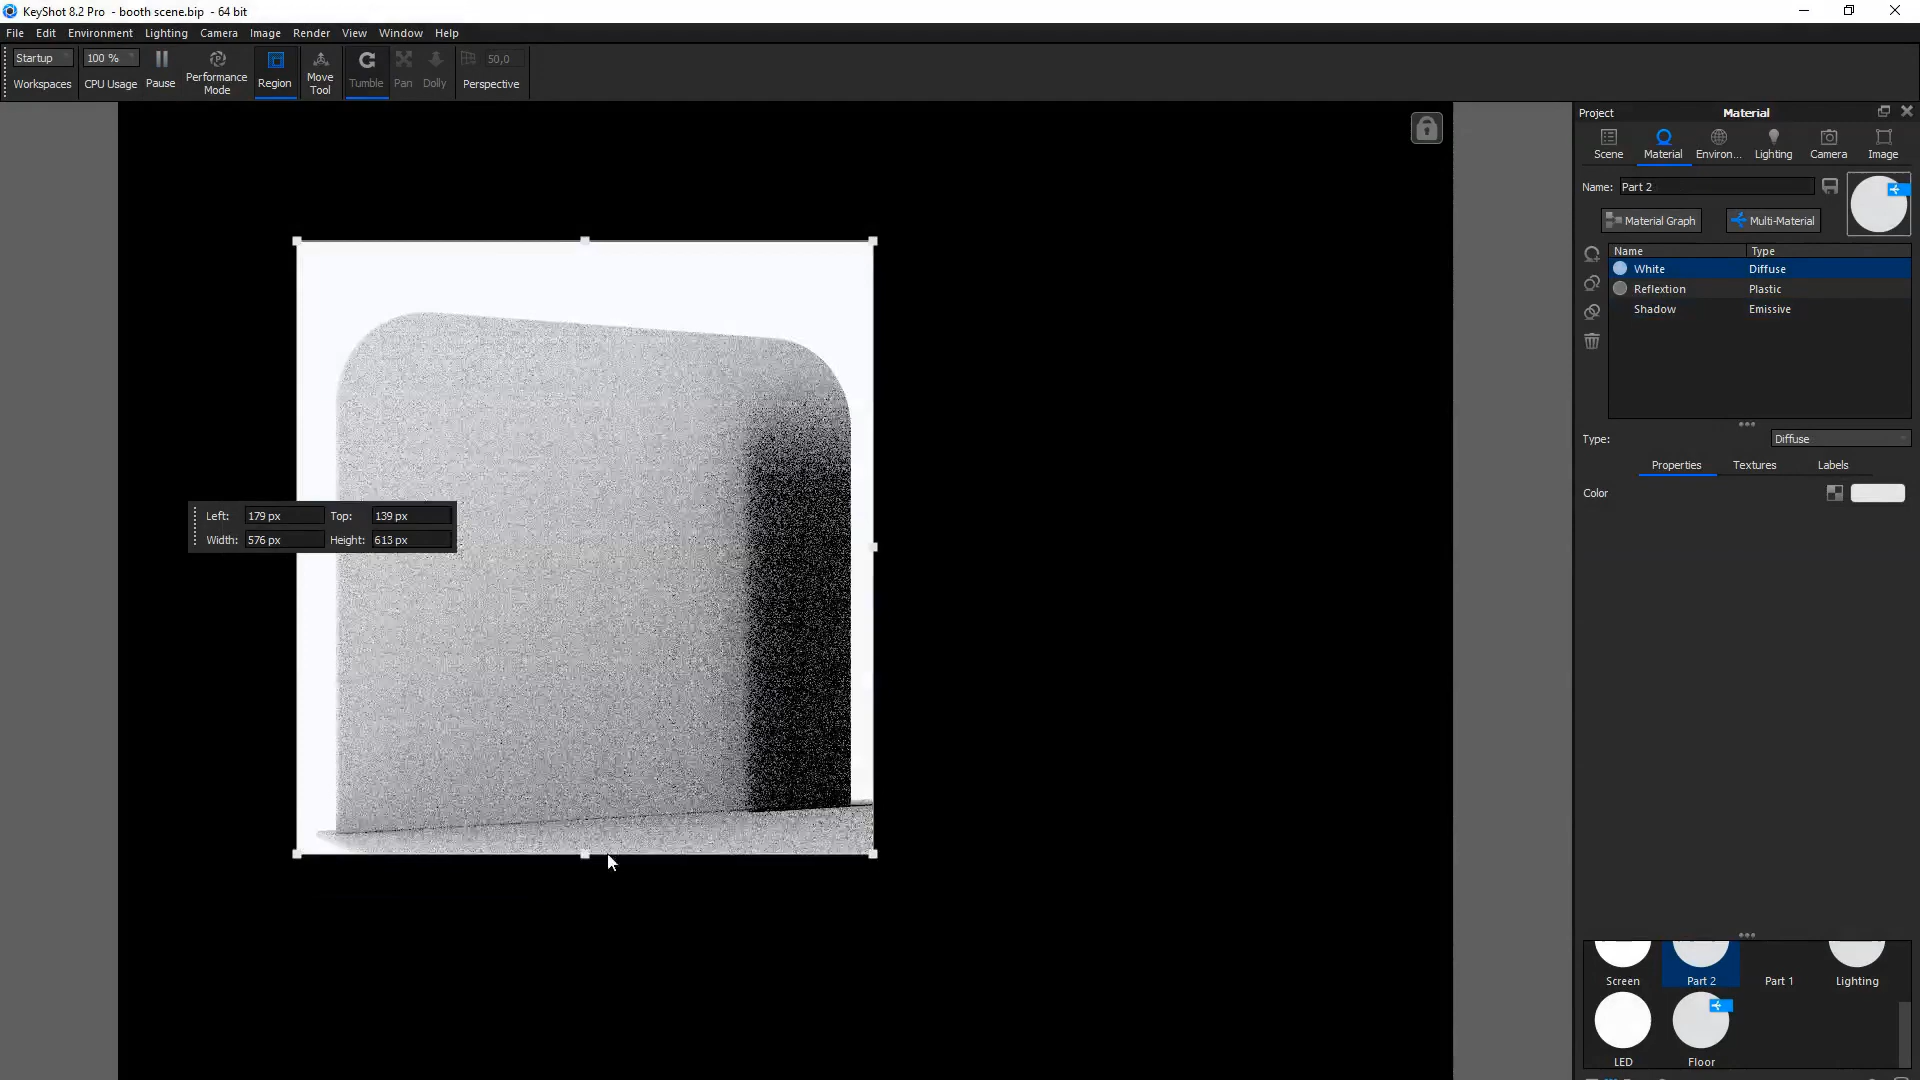 KeyShot 8.2 Pro - booth scene.bip - 64 bit
File Edit Environment Lighting Camera Image Render View Window Help
Startup 100 % 50,0
Workspaces CPU Usage Pause Performance Mode Region Move Tool Tumble Pan Dolly Perspective
Project Material
Scene Material Environ... Lighting Camera Image
Name: Part 2
Material Graph Multi-Material
Name Type
White Diffuse
Reflextion Plastic
Shadow Emissive
Type: Diffuse
Properties Textures Labels
Color
Left: 179 px Top: 139 px
Width: 576 px Height: 613 px
Screen Part 2 Part 1 Lighting
LED Floor